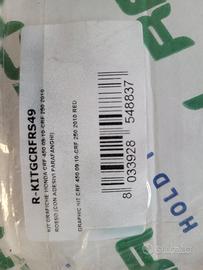 R-KITGCRFRS49
KIT GRAFICHE HONDA CRF 450 09.10-CRF 250 2010
ROSSO (CON ADESIVI PARAFANGHI)
GRAPHIC KIT CRF 450 09.10-CRF 250 2010 RED
8 033928 548837
HOLD